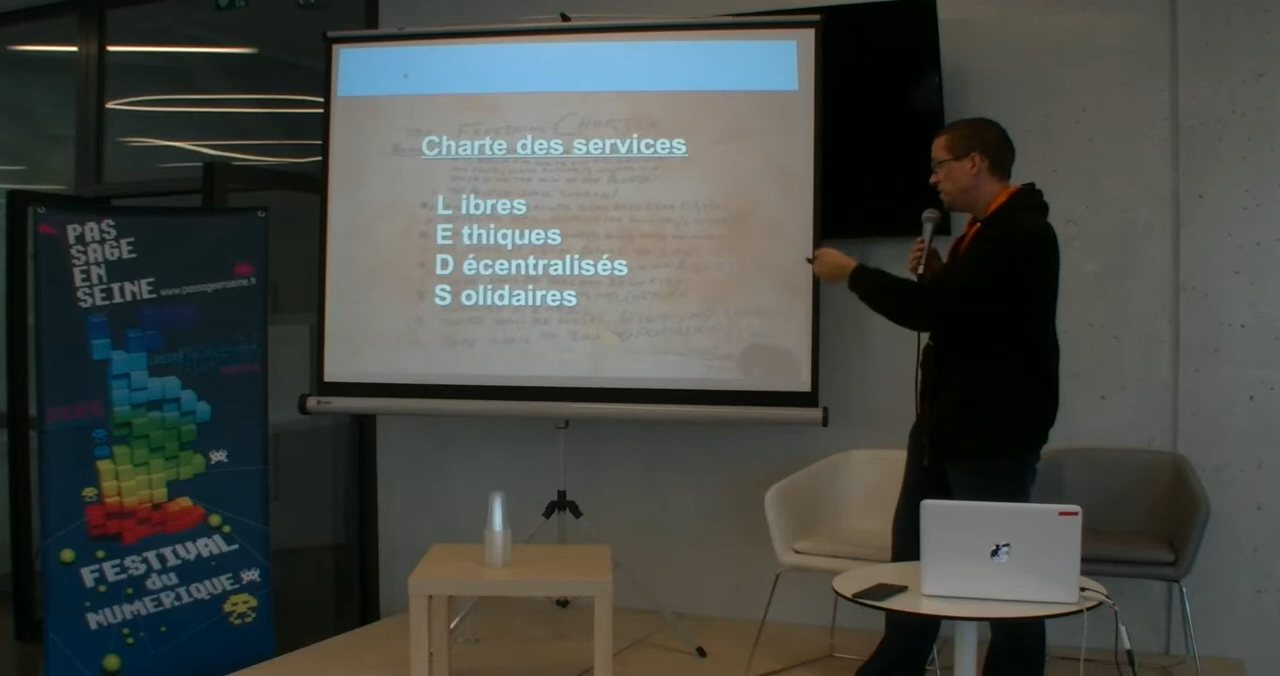 PAS
SAGE
EN
SEINE www.passageenseine.fr
FESTIVAL
du
NUMERIQUE
Charte des services
L ibres
E thiques
D écentralisés
S olidaires